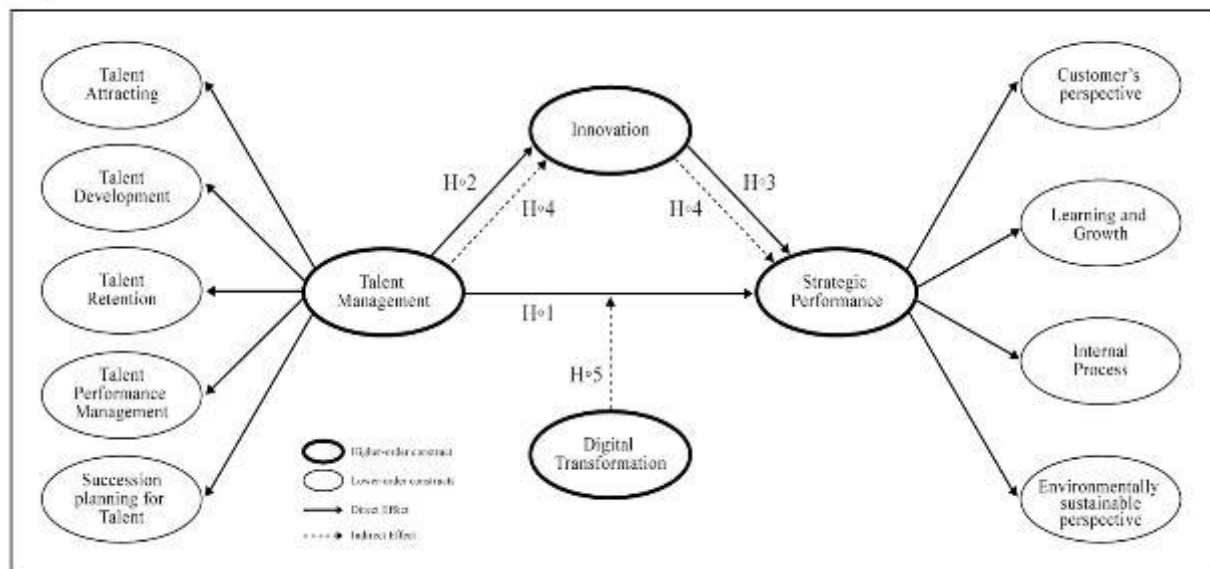 Talent
Attracting
Talent
Development
Talent
Retention
Talent
Performance
Management
Succession
planning for
Talent
Talent
Management
Innovation
H∘2
H∘4
H∘3
H∘4
H∘1
H∘5
Digital
Transformation
Strategic
Performance
Customer's
perspective
Learning and
Growth
Internal
Process
Environmentally
sustainable
perspective
Higher-order construct
Lower-order constructs
Direct Effect
Indirect Effect